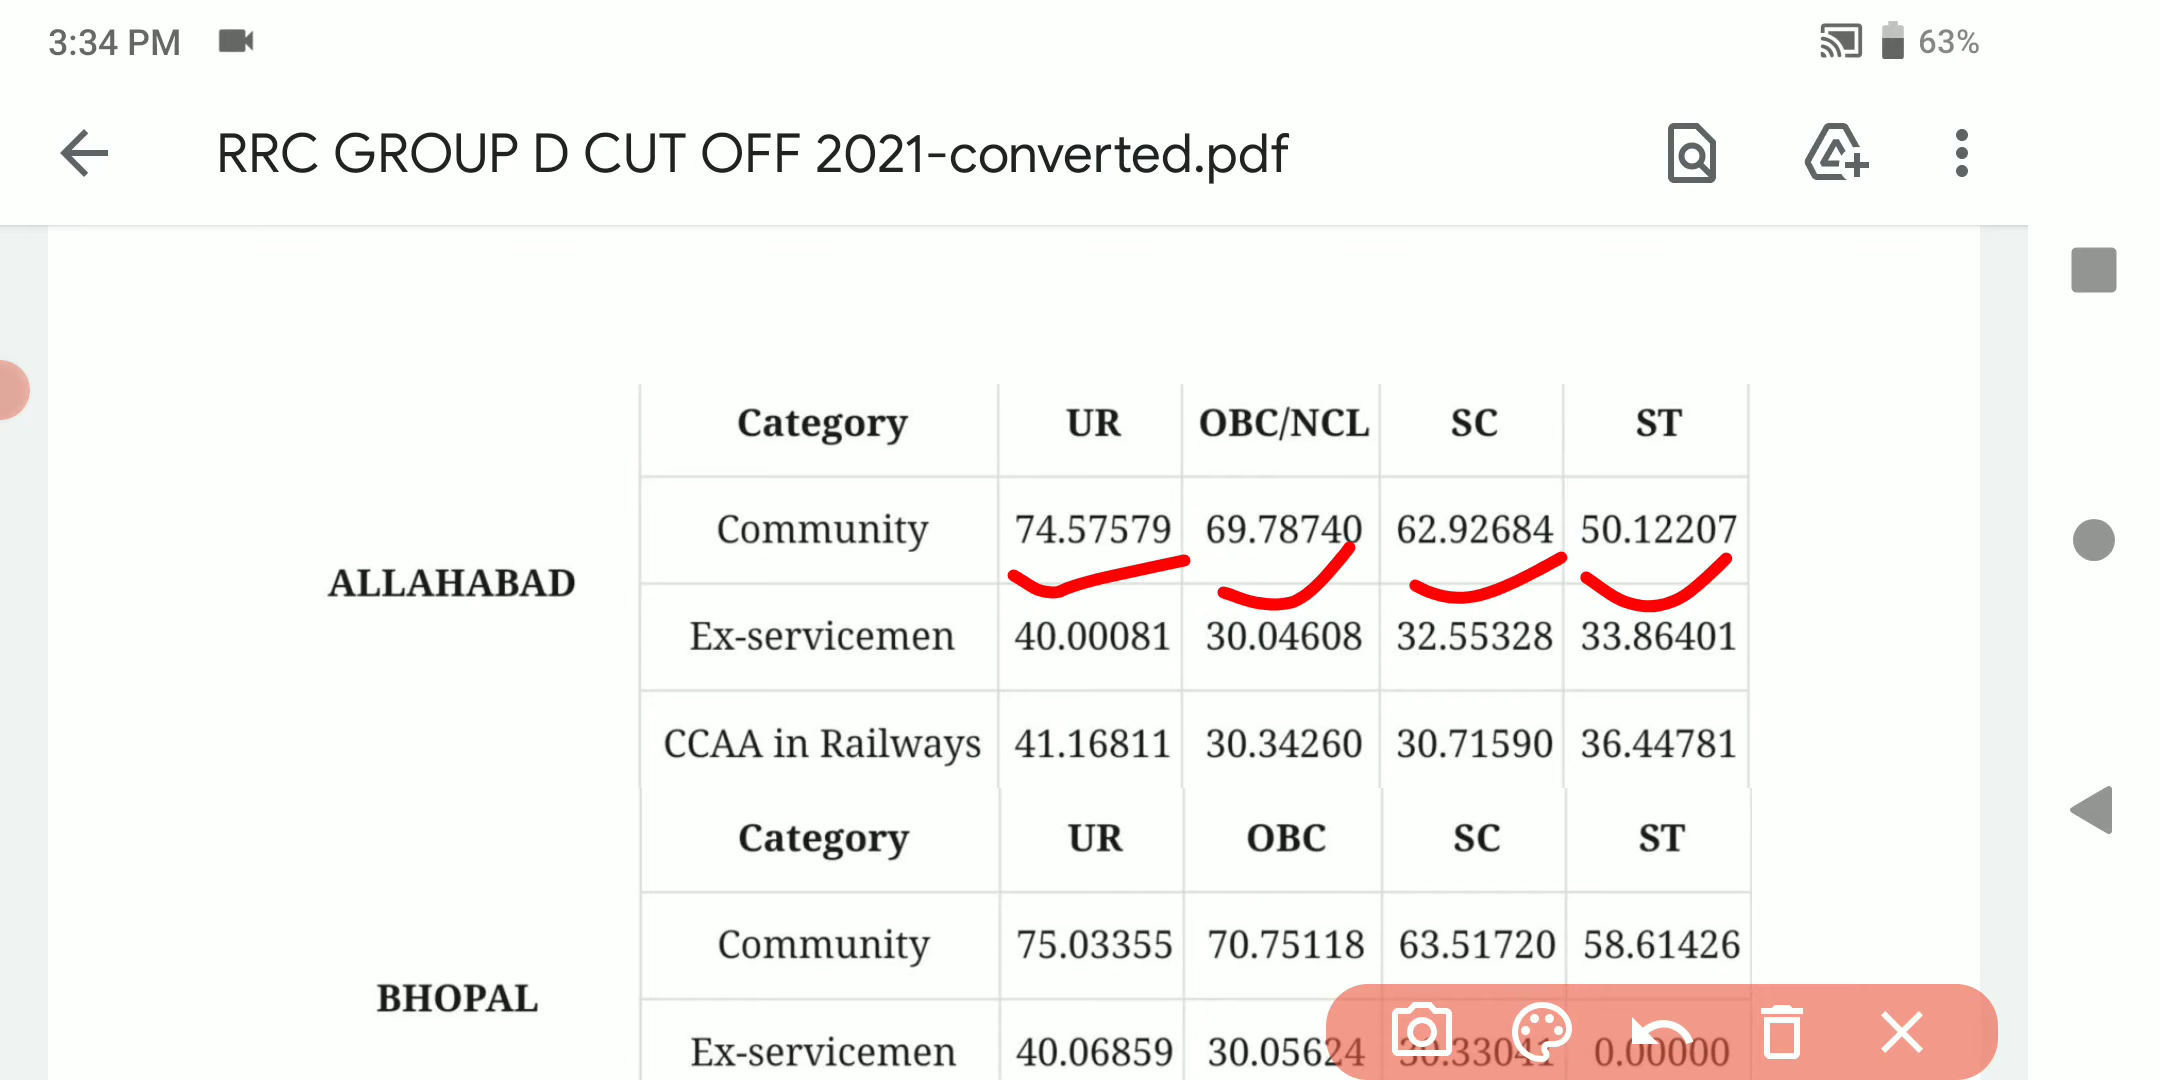 3:34 PM 63%
RRC GROUP D CUT OFF 2021-converted.pdf
Category UR OBC/NCL SC ST
Community 74.57579 69.78740 62.92684 50.12207
ALLAHABAD
Ex-servicemen 40.00081 30.04608 32.55328 33.86401
CCAA in Railways 41.16811 30.34260 30.71590 36.44781
Category UR OBC SC ST
Community 75.03355 70.75118 63.51720 58.61426
BHOPAL
Ex-servicemen 40.06859 30.05624 30.33041 0.00000